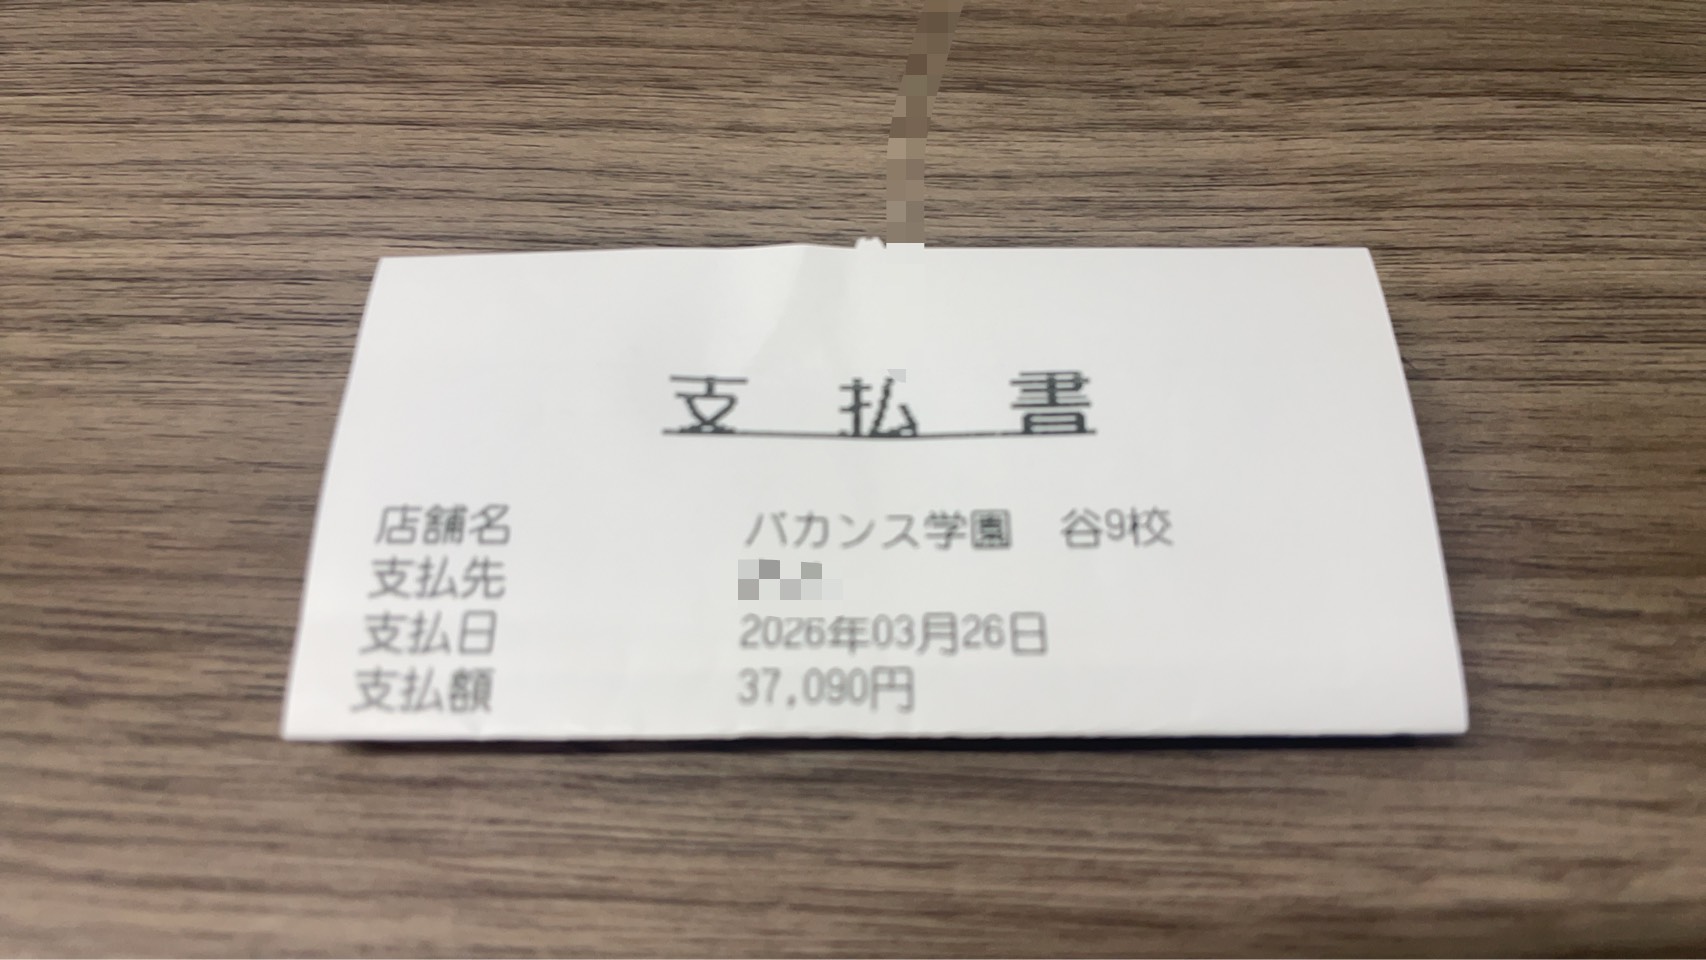 支払書
店舗名 バカンス学園 谷9校
支払先
支払日 2026年03月26日
支払額 37,090円